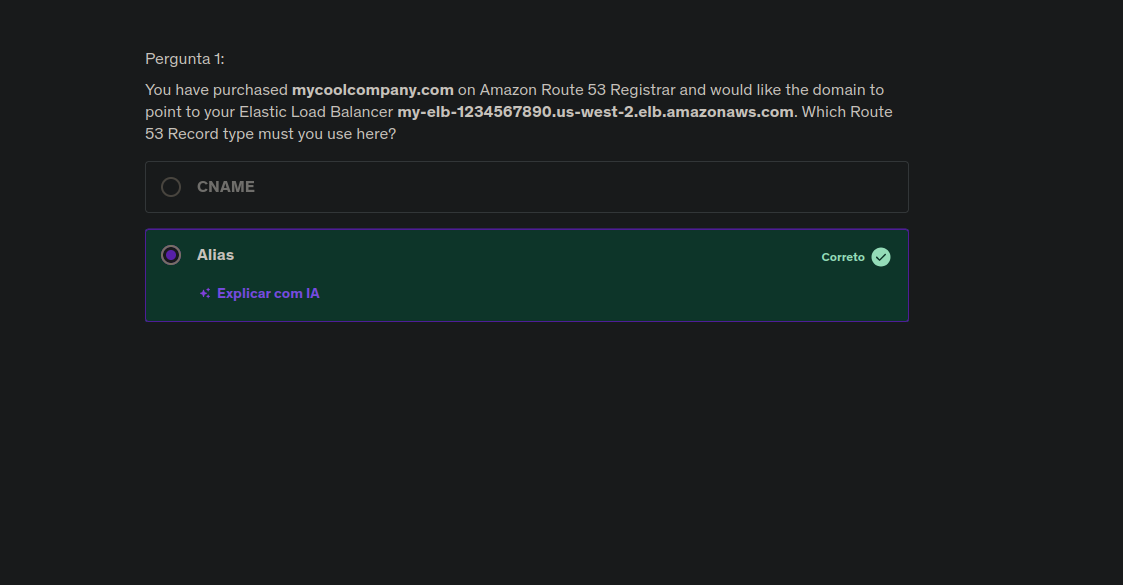 Pergunta 1:
You have purchased mycoolcompany.com on Amazon Route 53 Registrar and would like the domain to
point to your Elastic Load Balancer my-elb-1234567890.us-west-2.elb.amazonaws.com. Which Route
53 Record type must you use here?
CNAME
Alias
Correto
Explicar com IA